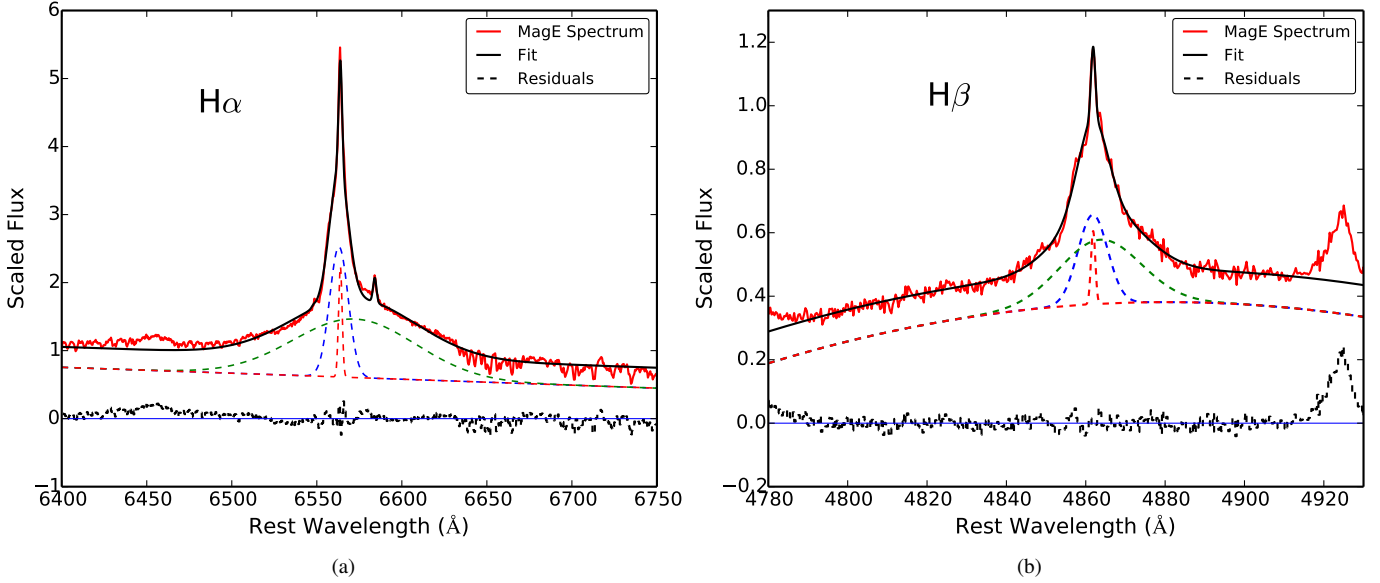 6
5
4
3
2
1
0
−1
Scaled Flux
Hα
MagE Spectrum
Fit
Residuals
6400 6450 6500 6550 6600 6650 6700 6750
Rest Wavelength (Å)
(a)
1.2
1.0
0.8
0.6
0.4
0.2
0.0
−0.2
Scaled Flux
Hβ
MagE Spectrum
Fit
Residuals
4780 4800 4820 4840 4860 4880 4900 4920
Rest Wavelength (Å)
(b)